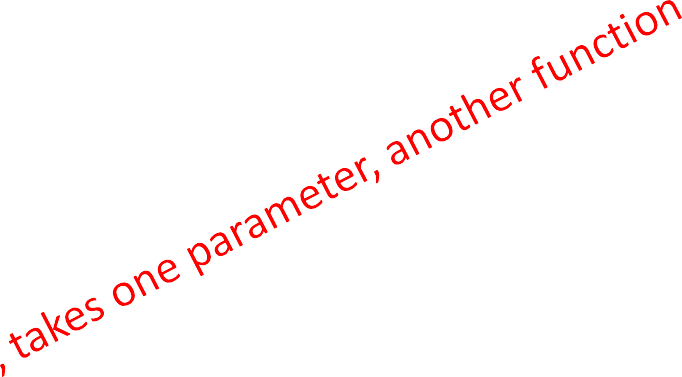 , takes one parameter, another function